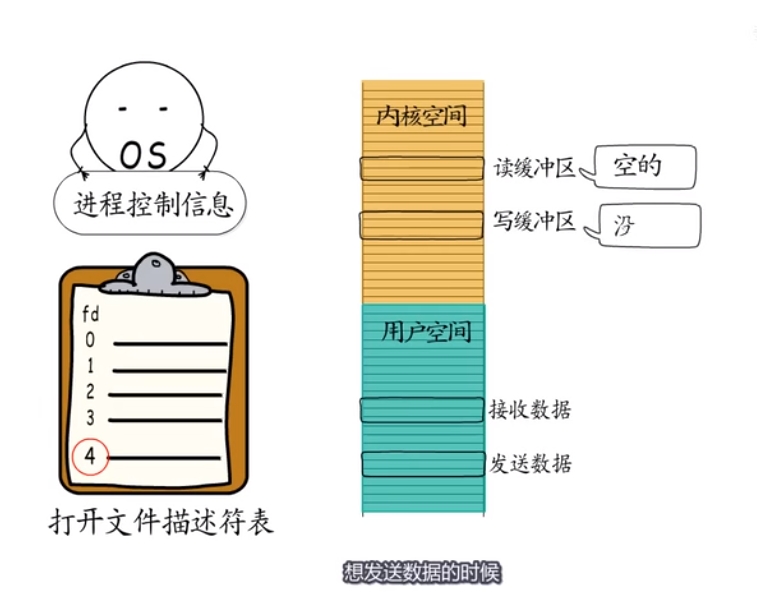 OS
进程控制信息
fd
0
1
2
3
4
打开文件描述符表
内核空间
读缓冲区
空的
写缓冲区
没
用户空间
接收数据
发送数据
想发送数据的时候